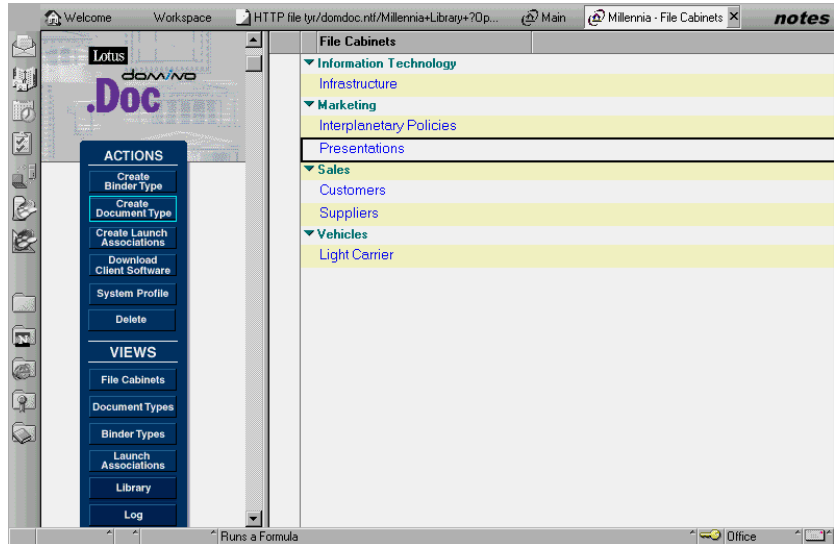 Welcome Workspace HTTP file tyr/domdoc.ntf/Millennia+Library+?Op... Main Millennia - File Cabinets notes
File Cabinets
Lotus
domino
.Doc
Information Technology
Infrastructure
Marketing
Interplanetary Policies
Presentations
Sales
Customers
Suppliers
Vehicles
Light Carrier
ACTIONS
Create
Binder Type
Create
Document Type
Create Launch
Associations
Download
Client Software
System Profile
Delete
VIEWS
File Cabinets
Document Types
Binder Types
Launch
Associations
Library
Log
Runs a Formula
Office